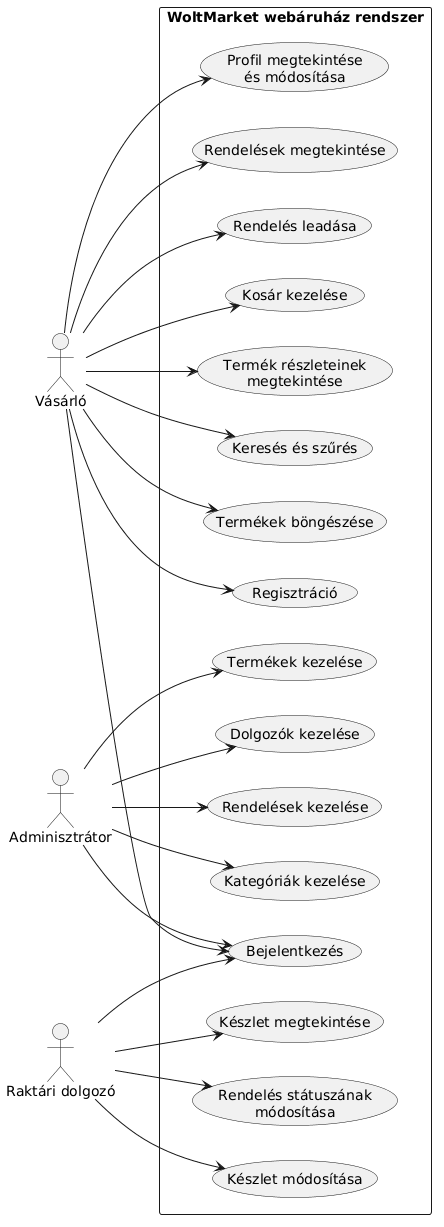 WoltMarket webáruház rendszer
Profil megtekintése
és módosítása
Rendelések megtekintése
Rendelés leadása
Kosár kezelése
Termék részleteinek
megtekintése
Vásárló
Keresés és szűrés
Termékek böngészése
Regisztráció
Termékek kezelése
Dolgozók kezelése
Rendelések kezelése
Adminisztrátor
Kategóriák kezelése
Bejelentkezés
Készlet megtekintése
Raktári dolgozó
Rendelés státuszának
módosítása
Készlet módosítása